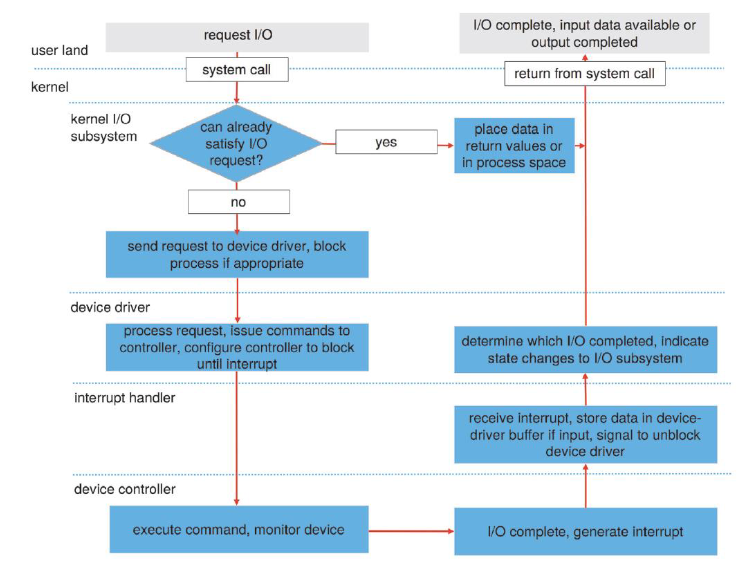 request I/O
I/O complete, input data available or
output completed
user land
system call
return from system call
kernel
kernel I/O
subsystem
can already
satisfy I/O
request?
yes
place data in
return values or
in process space
no
send request to device driver, block
process if appropriate
device driver
process request, issue commands to
controller, configure controller to block
until interrupt
determine which I/O completed, indicate
state changes to I/O subsystem
interrupt handler
receive interrupt, store data in device-
driver buffer if input, signal to unblock
device driver
device controller
execute command, monitor device
I/O complete, generate interrupt